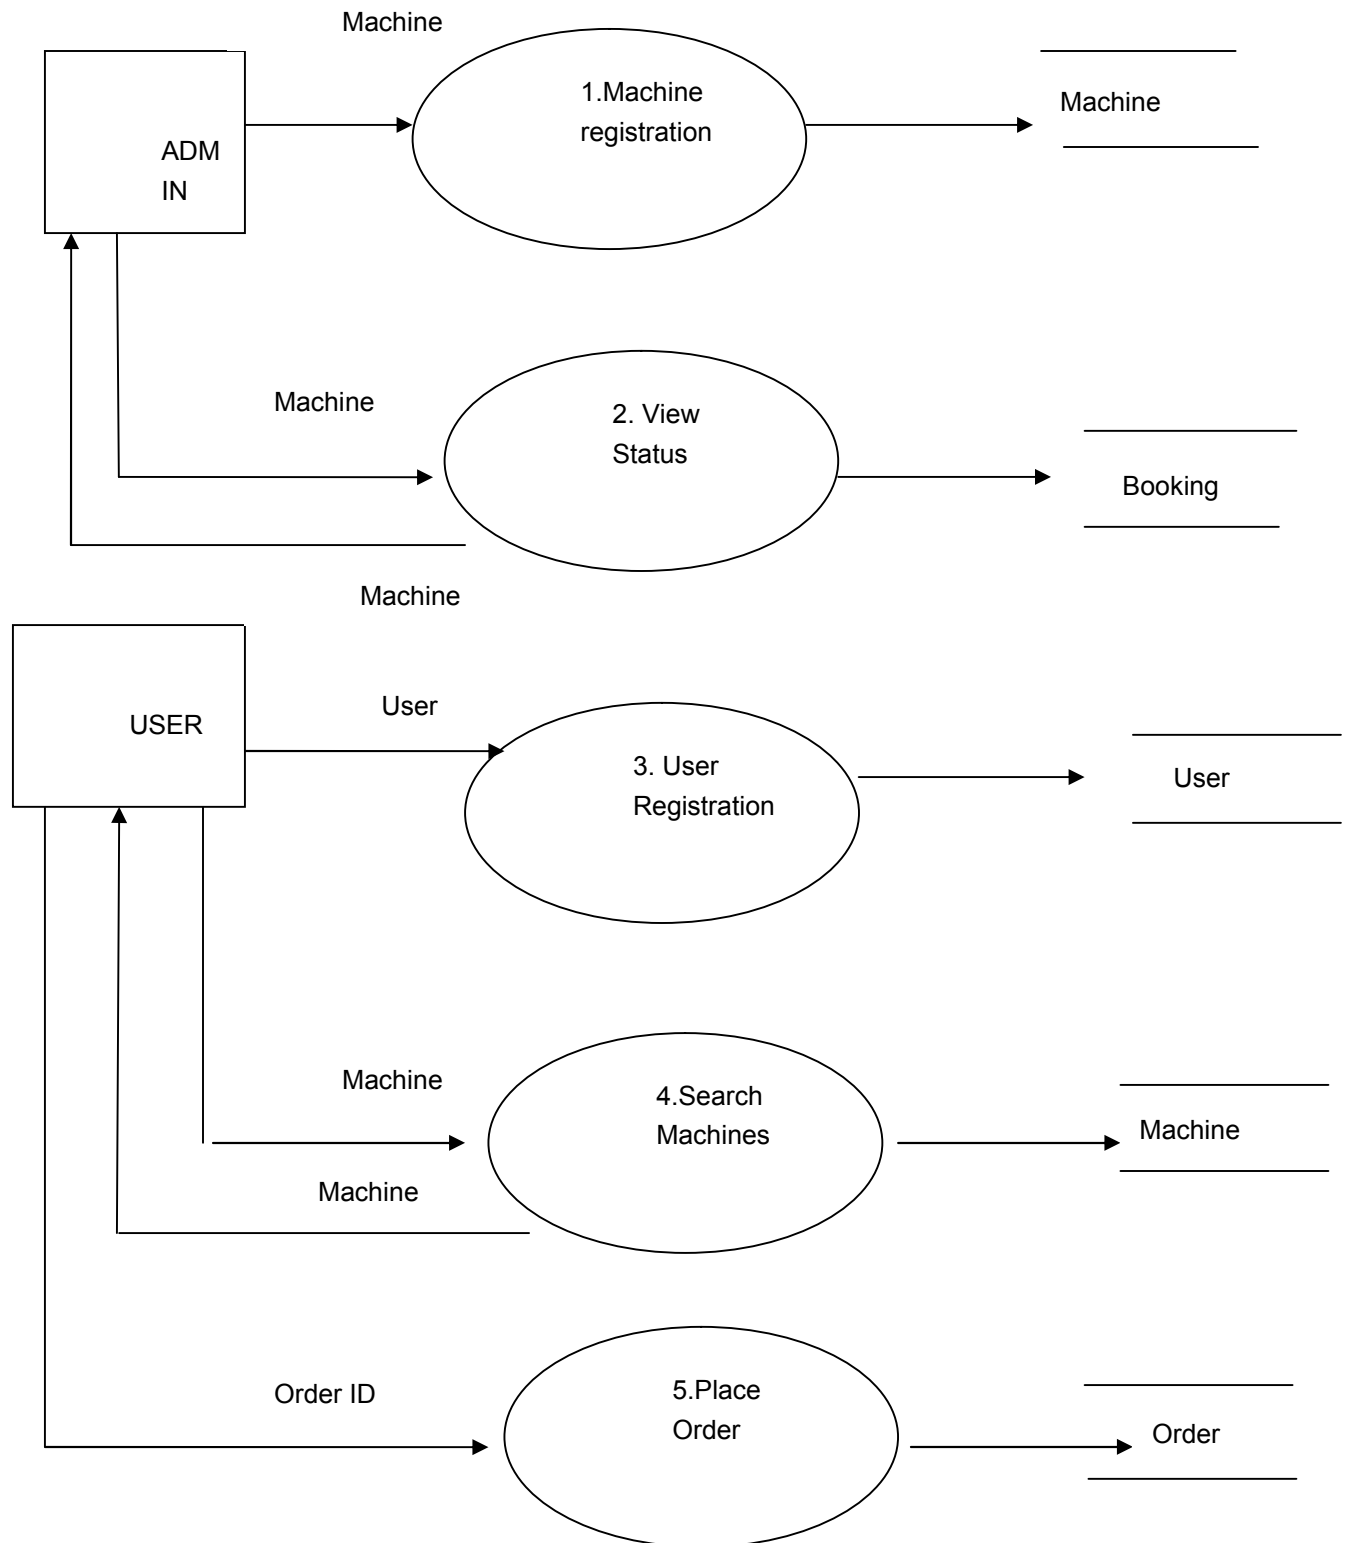 Machine
1.Machine
registration
Machine
ADM
IN
Machine
2. View
Status
Booking
Machine
USER
User
3. User
Registration
User
Machine
4.Search
Machines
Machine
Machine
Order ID
5.Place
Order
Order